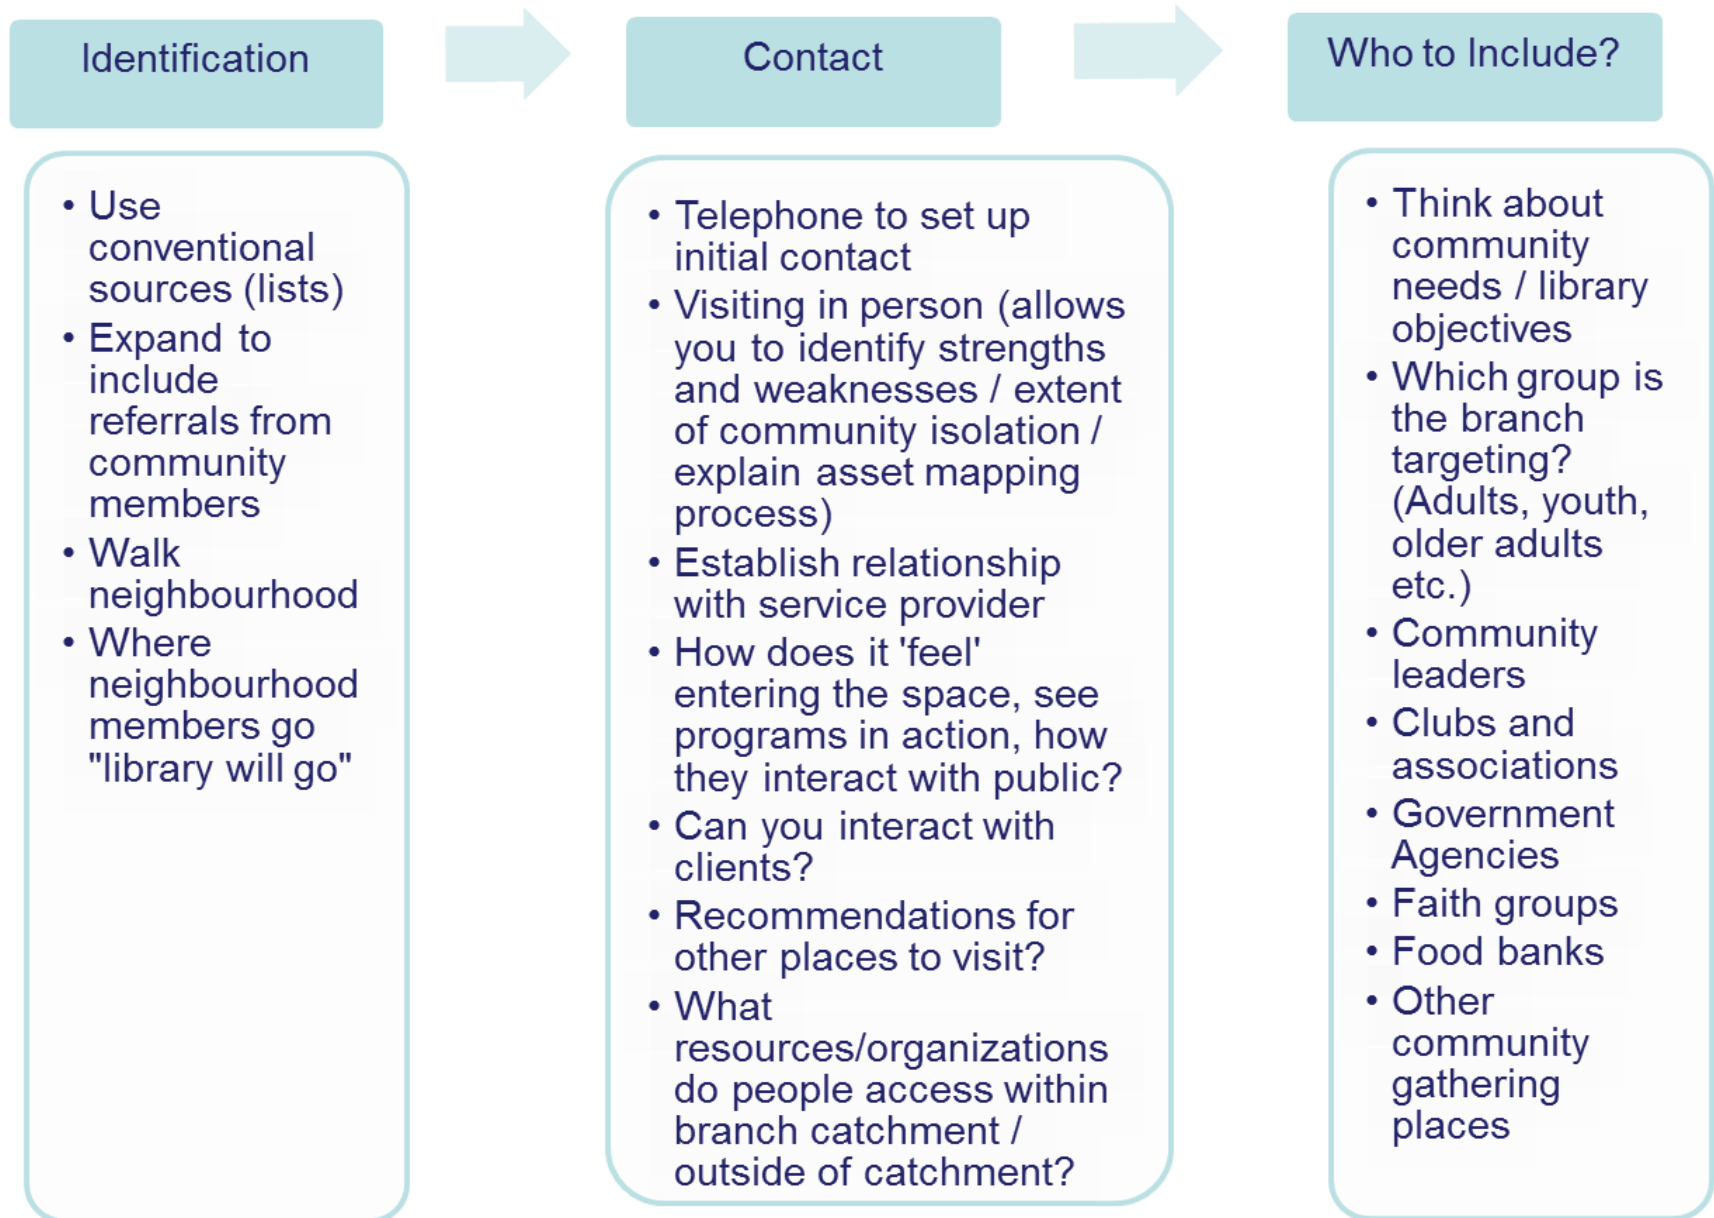 Identification
Contact
Who to Include?
• Use
conventional
sources (lists)
• Expand to
include
referrals from
community
members
• Walk
neighbourhood
• Where
neighbourhood
members go
"library will go"
• Telephone to set up
initial contact
• Visiting in person (allows
you to identify strengths
and weaknesses / extent
of community isolation /
explain asset mapping
process)
• Establish relationship
with service provider
• How does it 'feel'
entering the space, see
programs in action, how
they interact with public?
• Can you interact with
clients?
• Recommendations for
other places to visit?
• What
resources/organizations
do people access within
branch catchment /
outside of catchment?
• Think about
community
needs / library
objectives
• Which group is
the branch
targeting?
(Adults, youth,
older adults
etc.)
• Community
leaders
• Clubs and
associations
• Government
Agencies
• Faith groups
• Food banks
• Other
community
gathering
places